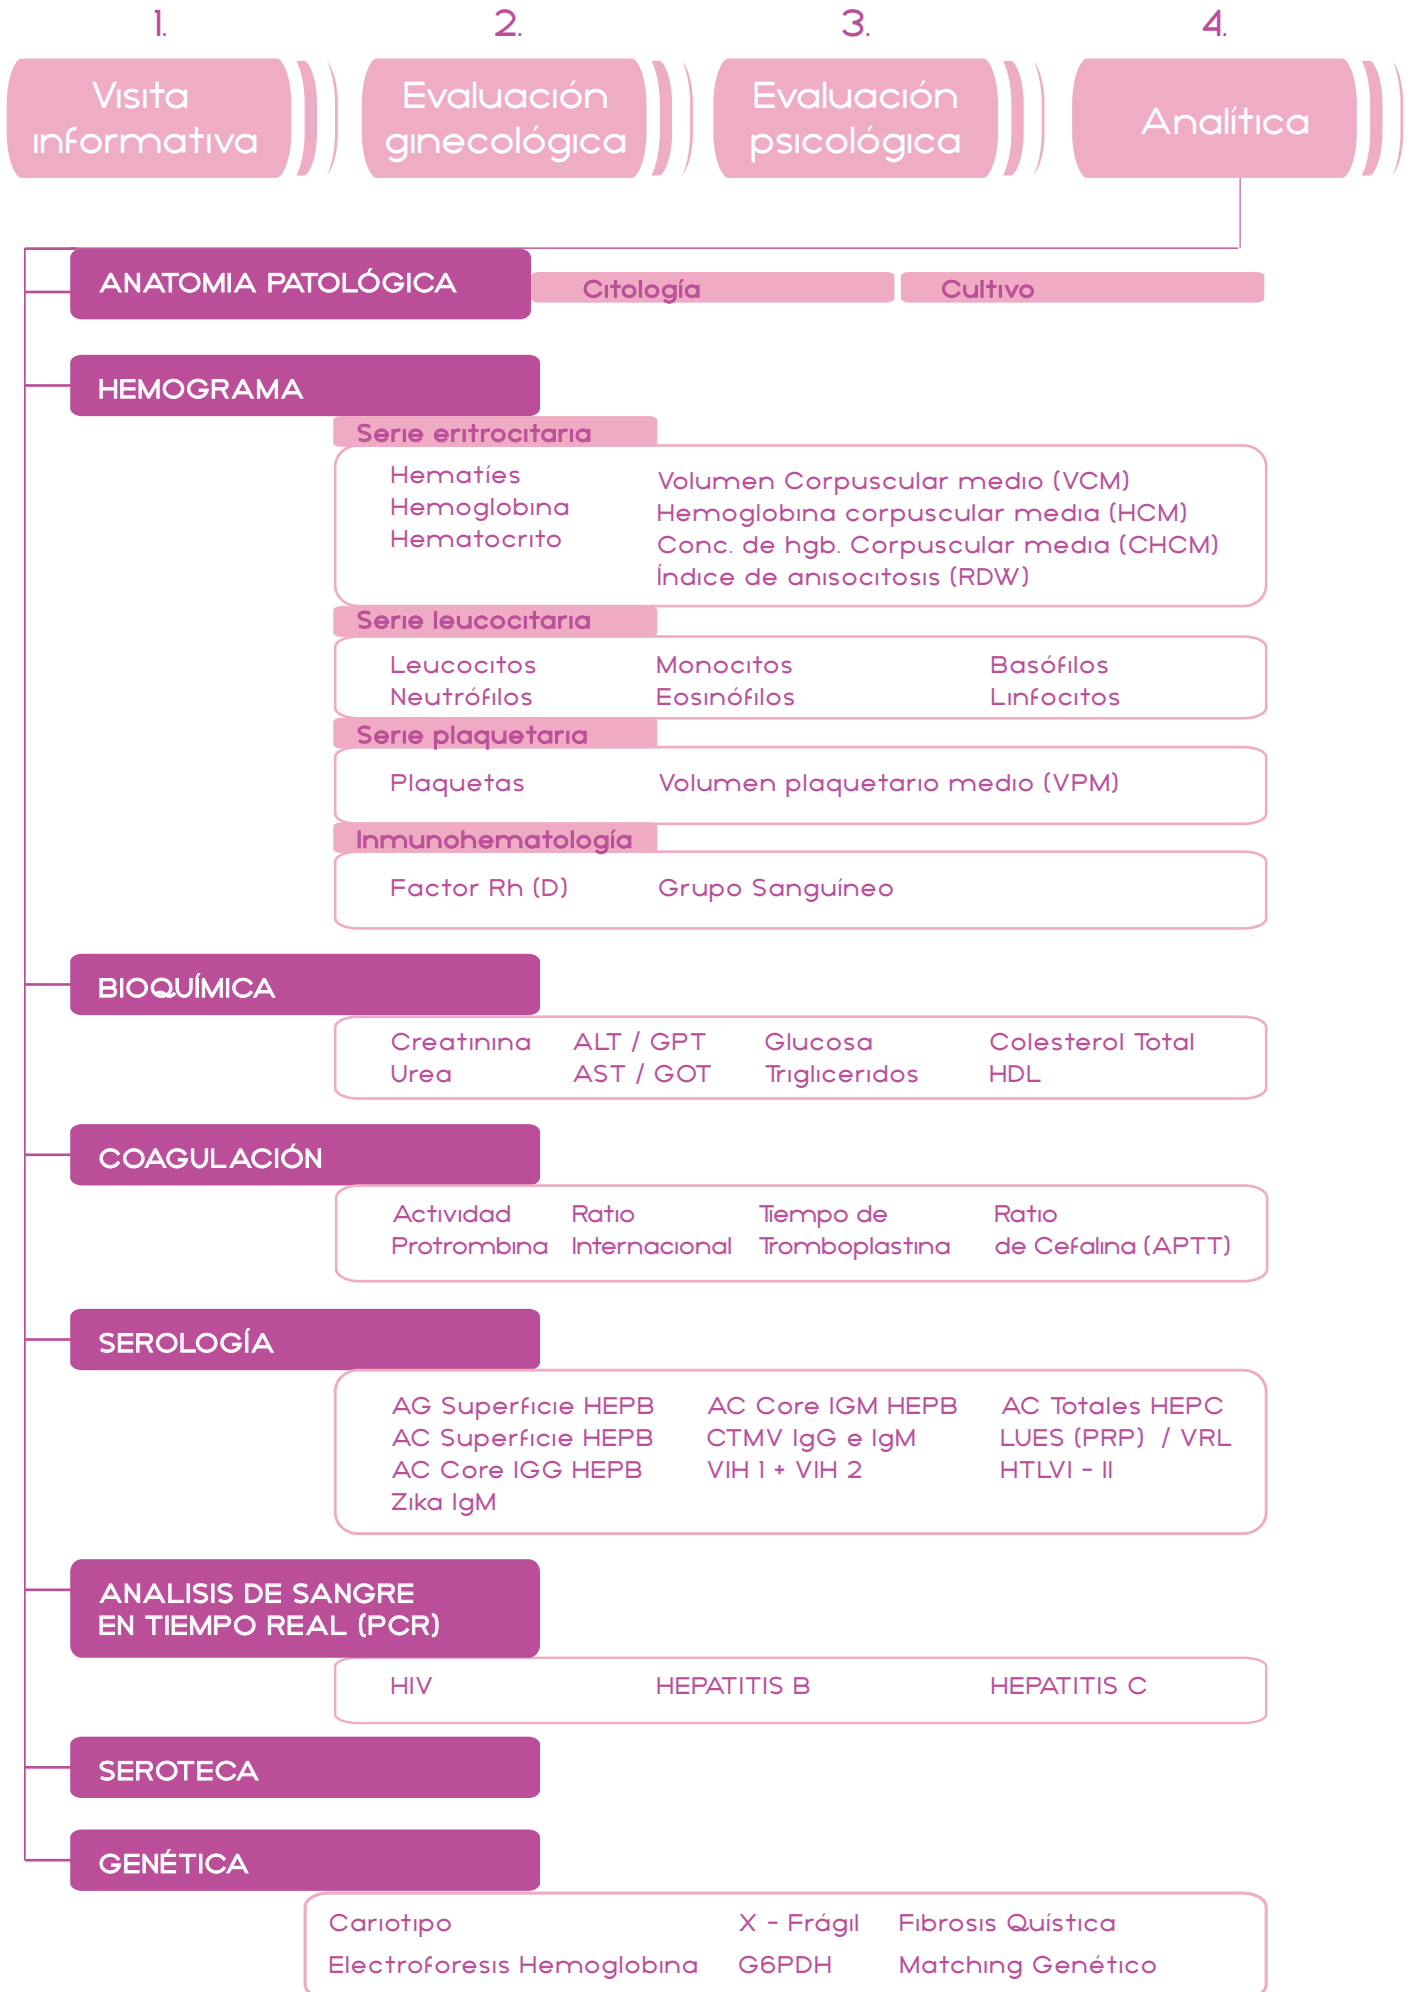 1.
Visita
informativa
2.
Evaluación
ginecológica
3.
Evaluación
psicológica
4.
Analítica
ANATOMIA PATOLÓGICA
Citología
Cultivo
HEMOGRAMA
Serie eritrocitaria
Hematíes
Hemoglobina
Hematocrito
Volumen Corpuscular medio (VCM)
Hemoglobina corpuscular media (HCM)
Conc. de hgb. Corpuscular media (CHCM)
Índice de anisocitosis (RDW)
Serie leucocitaria
Leucocitos
Neutrófilos
Monocitos
Eosinófilos
Basófilos
Linfocitos
Serie plaquetaria
Plaquetas
Volumen plaquetario medio (VPM)
Inmunohematología
Factor Rh (D)
Grupo Sanguíneo
BIOQUÍMICA
Creatinina
Urea
ALT / GPT
AST / GOT
Glucosa
Trigliceridos
Colesterol Total
HDL
COAGULACIÓN
Actividad
Protrombina
Ratio
Internacional
Tiempo de
Tromboplastina
Ratio
de Cefalina (APTT)
SEROLOGÍA
AG Superficie HEPB
AC Superficie HEPB
AC Core IGG HEPB
Zika IgM
AC Core IGM HEPB
CTMV IgG e IgM
VIH 1 + VIH 2
AC Totales HEPC
LUES (PRP) / VRL
HTLVI - II
ANALISIS DE SANGRE
EN TIEMPO REAL (PCR)
HIV
HEPATITIS B
HEPATITIS C
SEROTECA
GENÉTICA
Cariotipo
Electroforesis Hemoglobina
X - Frágil
G6PDH
Fibrosis Quística
Matching Genético